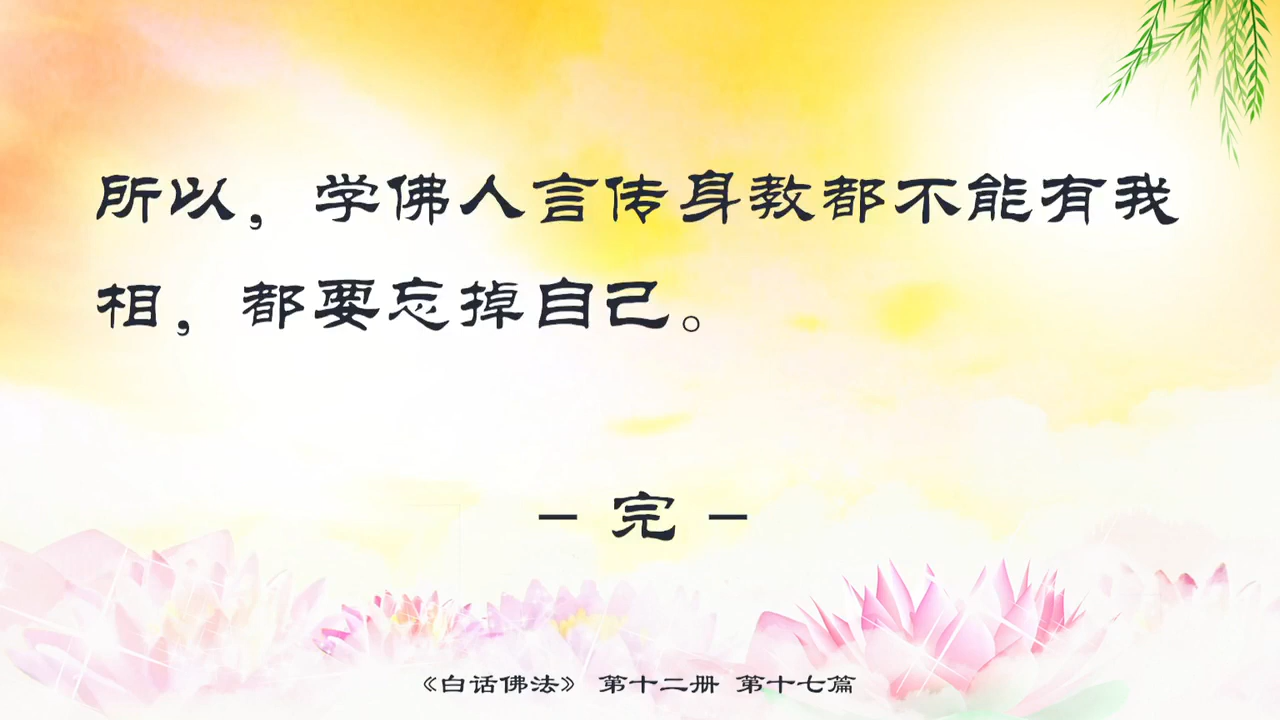 所以，学佛人言传身教都不能有我
相，都要忘掉自己。
－ 完 －
《白话佛法》 第十二册 第十七篇